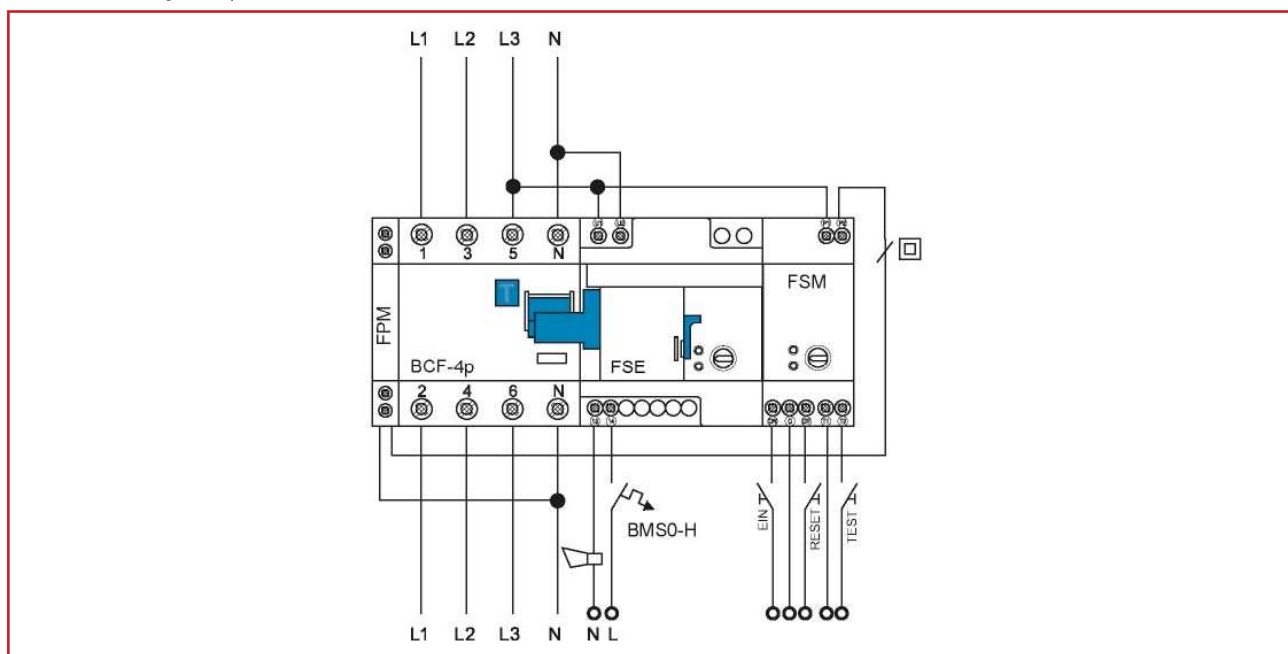 L1 L2 L3 N
1 3 5 N
T
FPM
BCF-4p
FSE
FSM
2 4 6 N
BMS0-H
EIN
RESET
TEST
L1 L2 L3 N N L